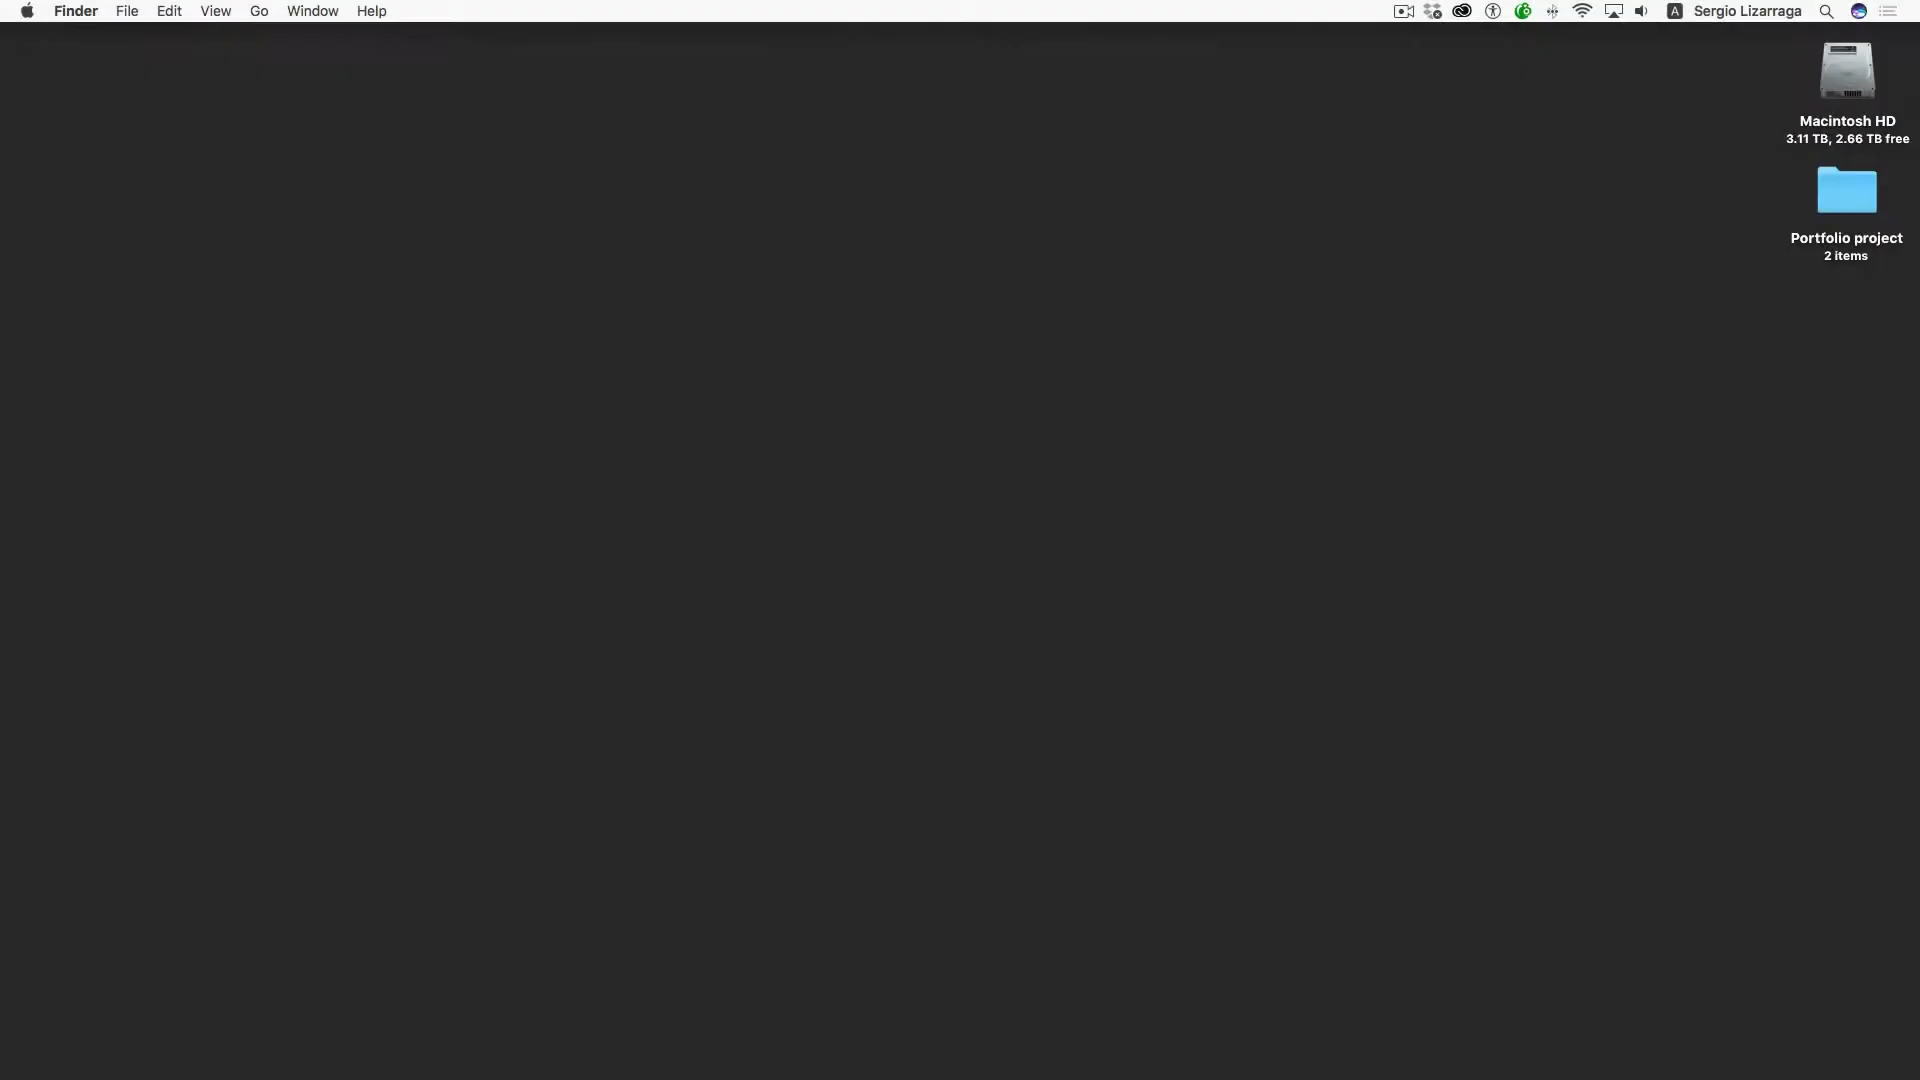 Finder File Edit View Go Window Help A Sergio Lizarraga
Macintosh HD
3.11 TB, 2.66 TB free
Portfolio project
2 items